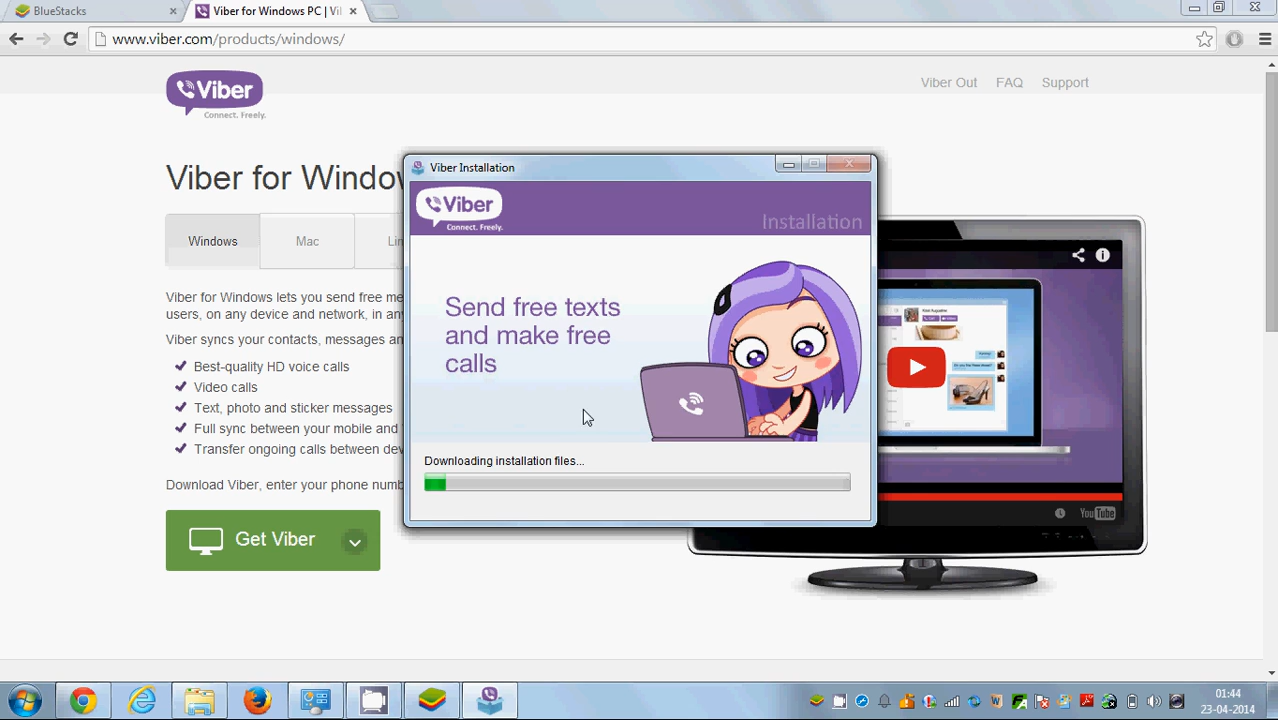 BlueStacks
Viber for Windows PC | Vi
www.viber.com/products/windows/
Viber
Connect. Freely.
Viber Out FAQ Support
Viber for Window
Windows Mac Lin
Viber for Windows lets you send free me
users, on any device and network, in any
Viber syncs your contacts, messages an
Best-quality HD voice calls
Video calls
Text, photo and sticker messages
Full sync between your mobile and
Transfer ongoing calls between dev
Download Viber, enter your phone numb
Get Viber
Viber Installation
Viber
Connect. Freely.
Installation
Send free texts
and make free
calls
Downloading installation files...
YouTube
01:44
23-04-2014